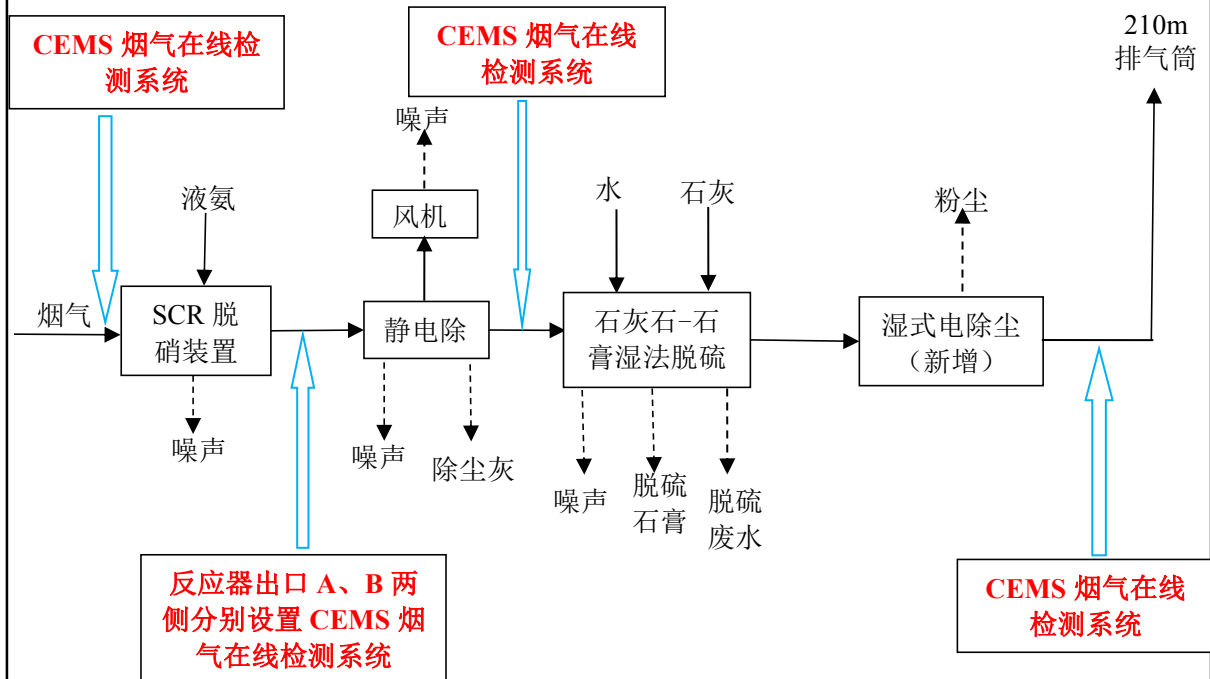 CEMS 烟气在线检
测系统
CEMS 烟气在线
检测系统
210m
排气筒
噪声
液氨
风机
水
石灰
粉尘
烟气
SCR 脱
硝装置
静电除
石灰石-石
膏湿法脱硫
湿式电除尘
（新增）
噪声
噪声
除尘灰
噪声
脱硫
石膏
脱硫
废水
反应器出口 A、B 两
侧分别设置 CEMS 烟
气在线检测系统
CEMS 烟气在线
检测系统